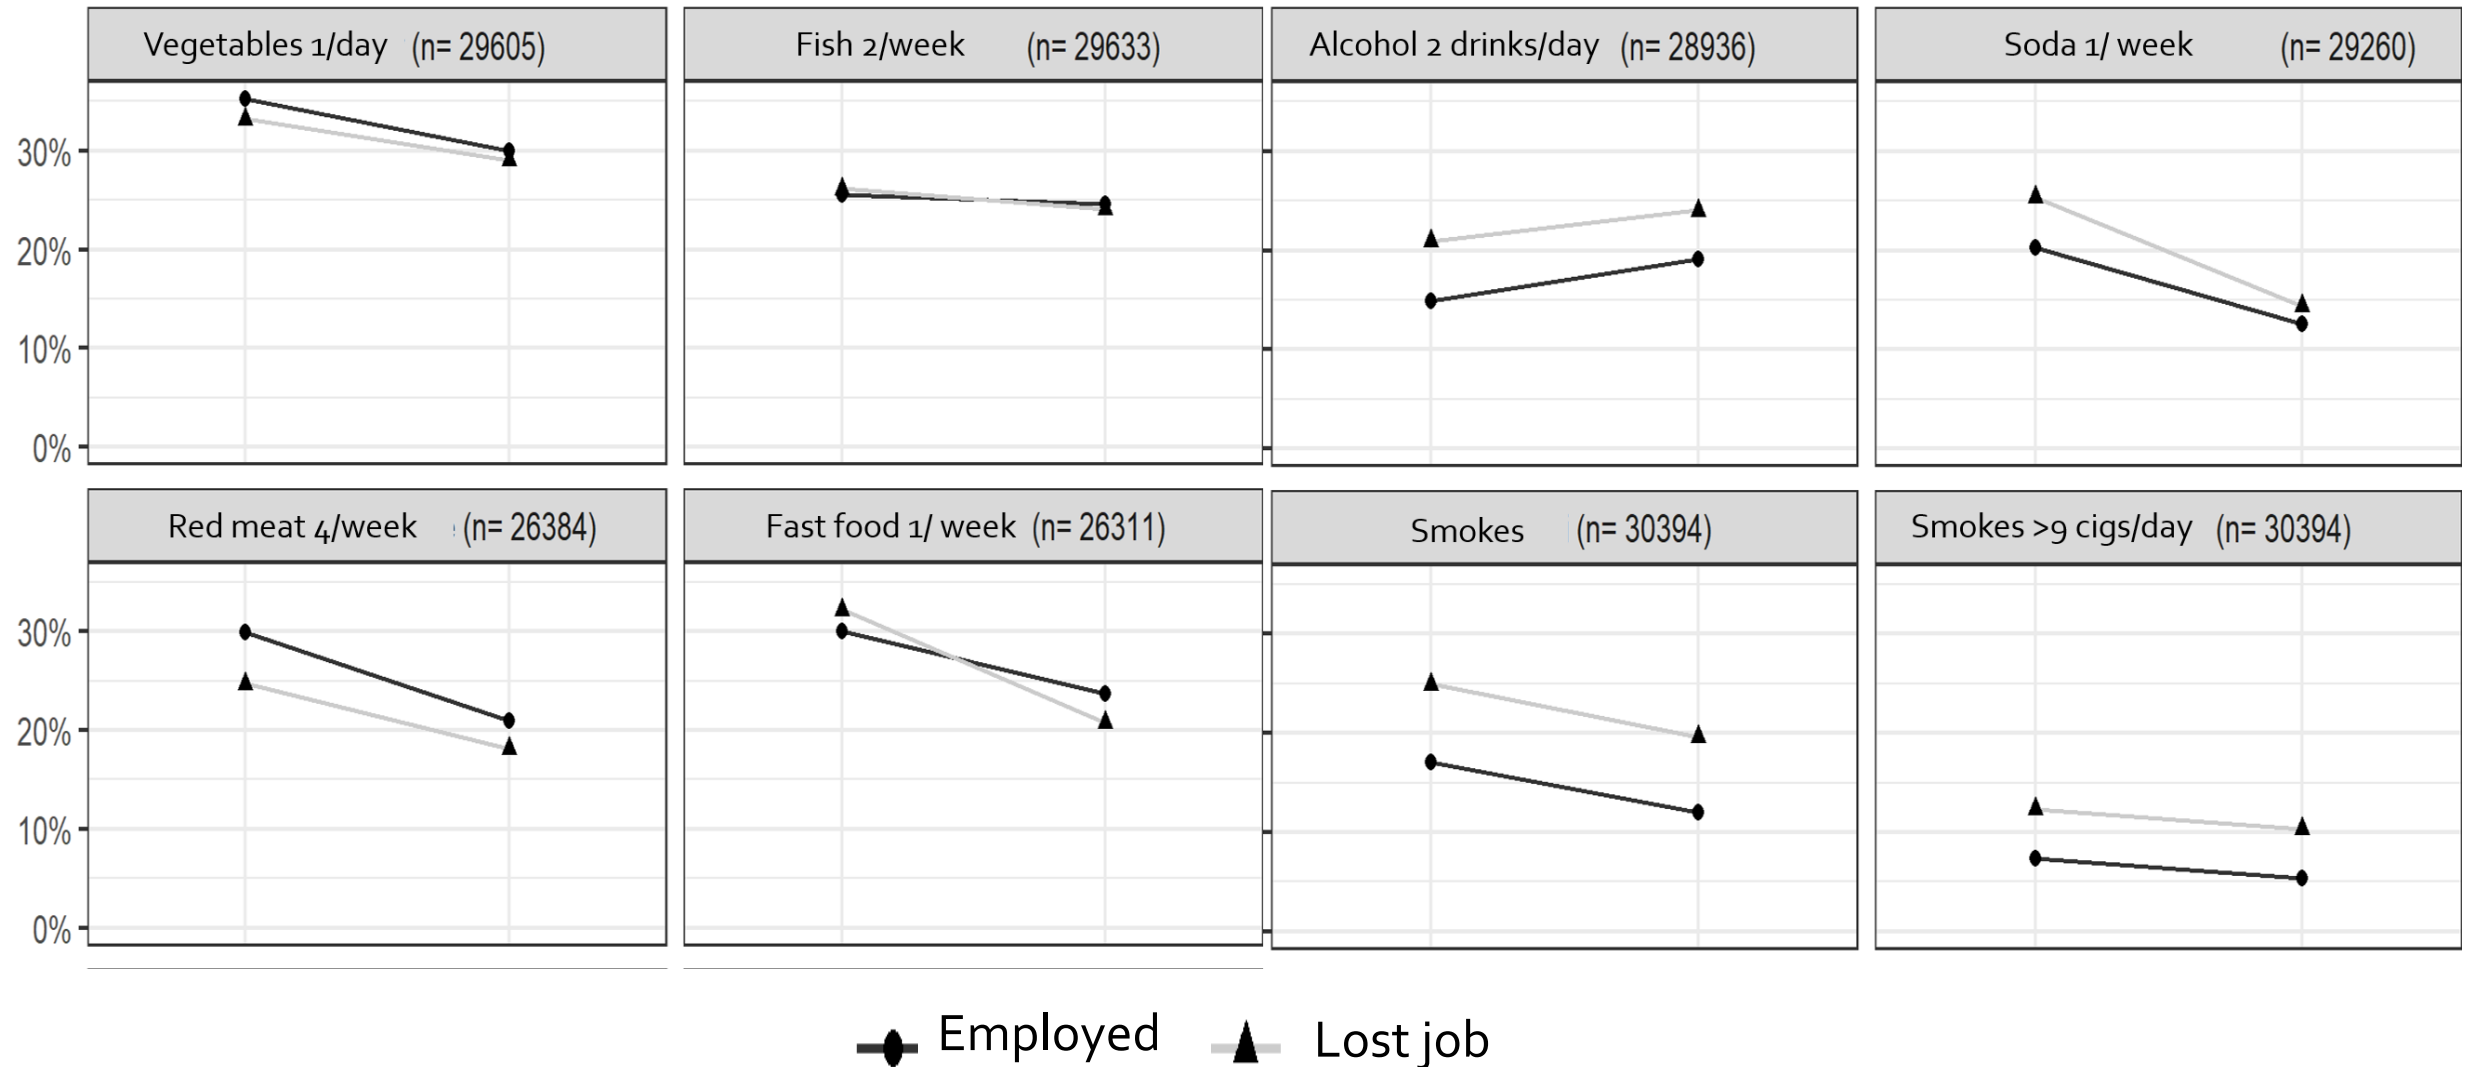 Vegetables 1/day (n= 29605)
Fish 2/week (n= 29633)
Alcohol 2 drinks/day (n= 28936)
Soda 1/ week (n= 29260)
30%
20%
10%
0%
Red meat 4/week (n= 26384)
Fast food 1/ week (n= 26311)
Smokes (n= 30394)
Smokes >9 cigs/day (n= 30394)
30%
20%
10%
0%
Employed
Lost job